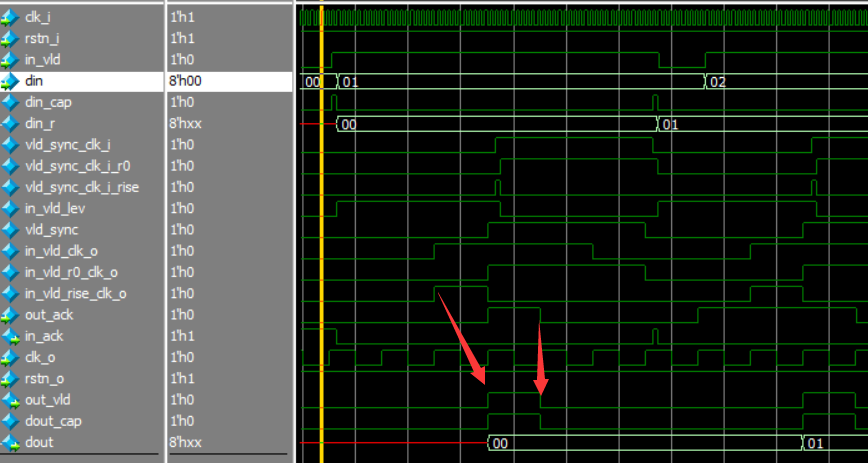 clk_i 1'h1
rstn_i 1'h1
in_vld 1'h0
din 8'h00 00 01 02
din_cap 1'h0
din_r 8'hxx 00 01
vld_sync_clk_i 1'h0
vld_sync_clk_i_r0 1'h0
vld_sync_clk_i_rise 1'h0
in_vld_lev 1'h0
vld_sync 1'h0
in_vld_clk_o 1'h0
in_vld_r0_clk_o 1'h0
in_vld_rise_clk_o 1'h0
out_ack 1'h0
in_ack 1'h1
clk_o 1'h0
rstn_o 1'h1
out_vld 1'h0
dout_cap 1'h0
dout 8'hxx 00 01